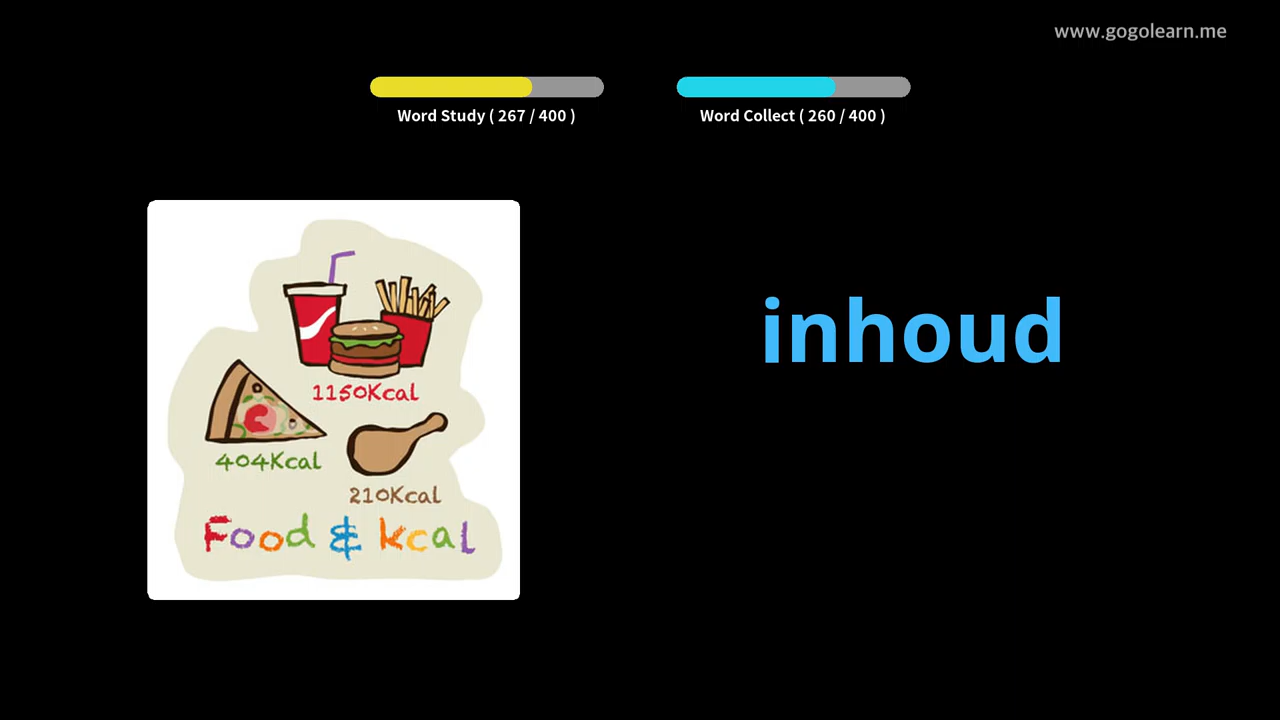 www.gogolearn.me
Word Study ( 267 / 400 )
Word Collect ( 260 / 400 )
inhoud
1150Kcal
404Kcal
210Kcal
Food & kcal